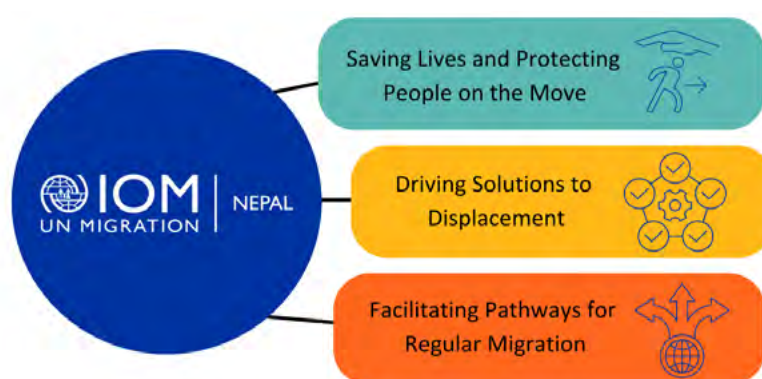 IOM
UN MIGRATION
NEPAL
Saving Lives and Protecting
People on the Move
Driving Solutions to
Displacement
Facilitating Pathways for
Regular Migration